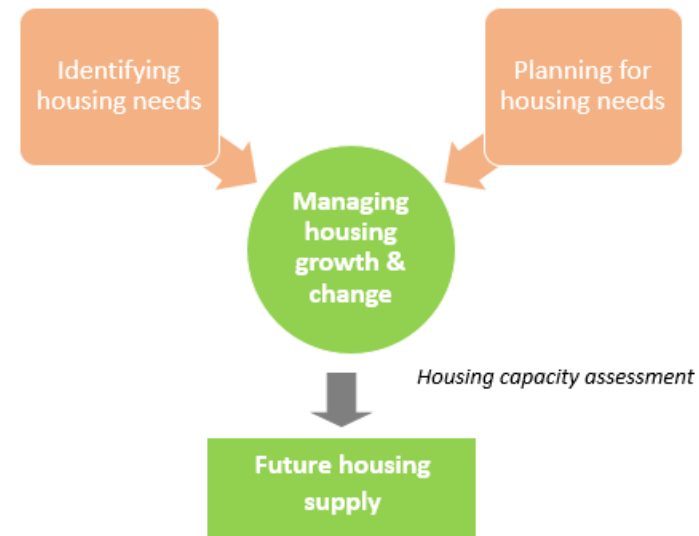 Identifying
housing needs
Planning for
housing needs
Managing
housing
growth &
change
Housing capacity assessment
Future housing
supply